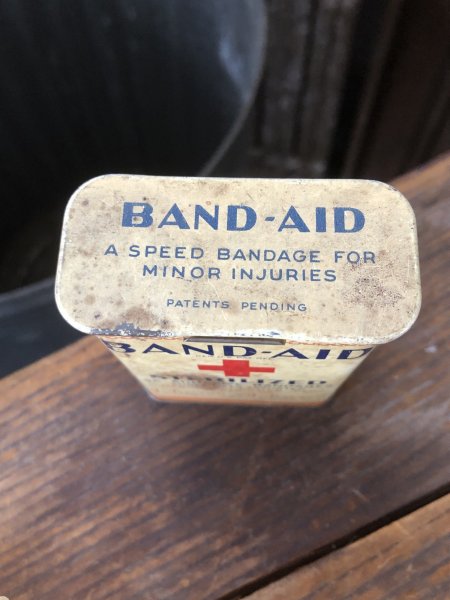 BAND-AID
A SPEED BANDAGE FOR
MINOR INJURIES
PATENTS PENDING
BAND-AID